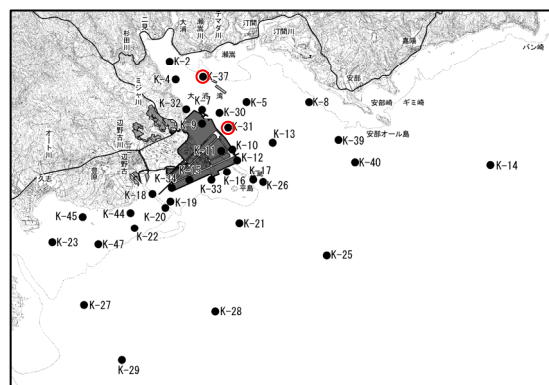 二見
大浦
瀬嵩川
テマダ川
汀間
瀬嵩
汀間川
嘉陽
バン崎
杉田川
K-2
K-4
K-37
安部
ミジャ川
K-32
大浦湾
K-7
K-30
K-5
K-8
安部崎
ギミ崎
K-9
K-31
安部オール島
オート川
辺野古川
辺野古
K-11
K-10
K-13
K-39
K-12
K-40
K-14
久志
豊原
K-16
K-17
K-26
K-18
K-33
平島
K-19
K-20
K-45
K-44
K-21
K-22
K-23
K-47
K-25
K-27
K-28
K-29